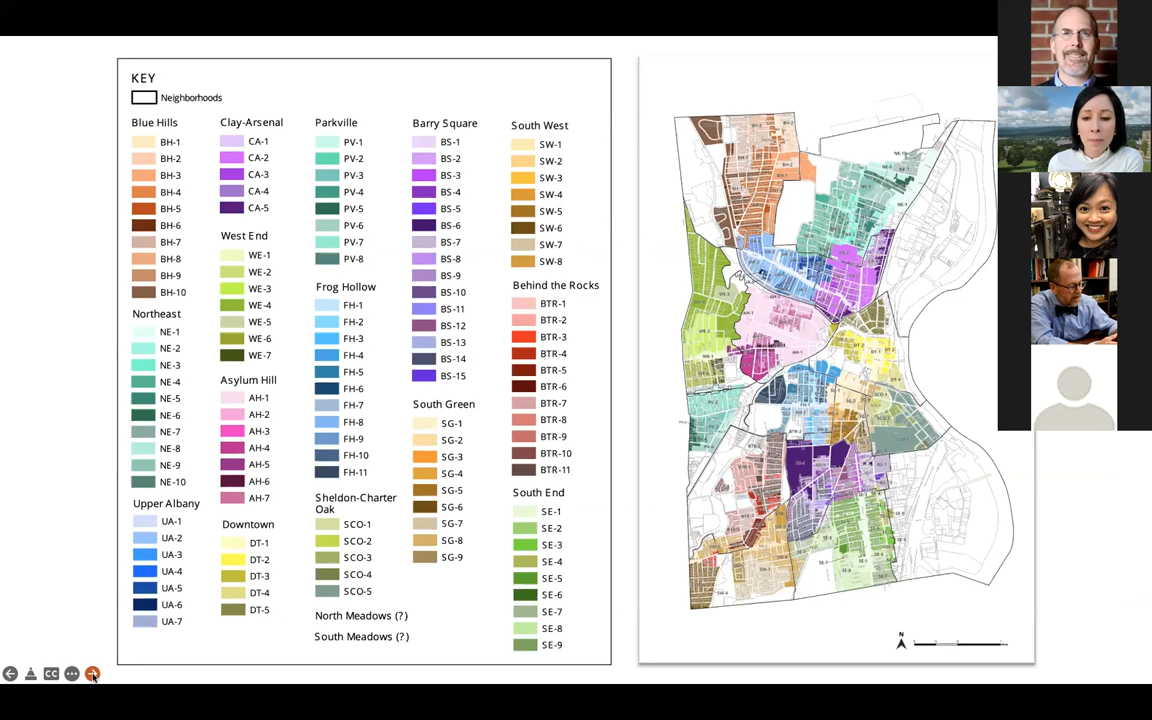 KEY
Neighborhoods
Blue Hills
BH-1
BH-2
BH-3
BH-4
BH-5
BH-6
BH-7
BH-8
BH-9
BH-10
Northeast
NE-1
NE-2
NE-3
NE-4
NE-5
NE-6
NE-7
NE-8
NE-9
NE-10
Upper Albany
UA-1
UA-2
UA-3
UA-4
UA-5
UA-6
UA-7
Clay-Arsenal
CA-1
CA-2
CA-3
CA-4
CA-5
West End
WE-1
WE-2
WE-3
WE-4
WE-5
WE-6
WE-7
Asylum Hill
AH-1
AH-2
AH-3
AH-4
AH-5
AH-6
AH-7
Downtown
DT-1
DT-2
DT-3
DT-4
DT-5
Parkville
PV-1
PV-2
PV-3
PV-4
PV-5
PV-6
PV-7
PV-8
Frog Hollow
FH-1
FH-2
FH-3
FH-4
FH-5
FH-6
FH-7
FH-8
FH-9
FH-10
FH-11
Sheldon-Charter
Oak
SCO-1
SCO-2
SCO-3
SCO-4
SCO-5
North Meadows (?)
South Meadows (?)
Barry Square
BS-1
BS-2
BS-3
BS-4
BS-5
BS-6
BS-7
BS-8
BS-9
BS-10
BS-11
BS-12
BS-13
BS-14
BS-15
South Green
SG-1
SG-2
SG-3
SG-4
SG-5
SG-6
SG-7
SG-8
SG-9
South West
SW-1
SW-2
SW-3
SW-4
SW-5
SW-6
SW-7
SW-8
Behind the Rocks
BTR-1
BTR-2
BTR-3
BTR-4
BTR-5
BTR-6
BTR-7
BTR-8
BTR-9
BTR-10
BTR-11
South End
SE-1
SE-2
SE-3
SE-4
SE-5
SE-6
SE-7
SE-8
SE-9
N
CC